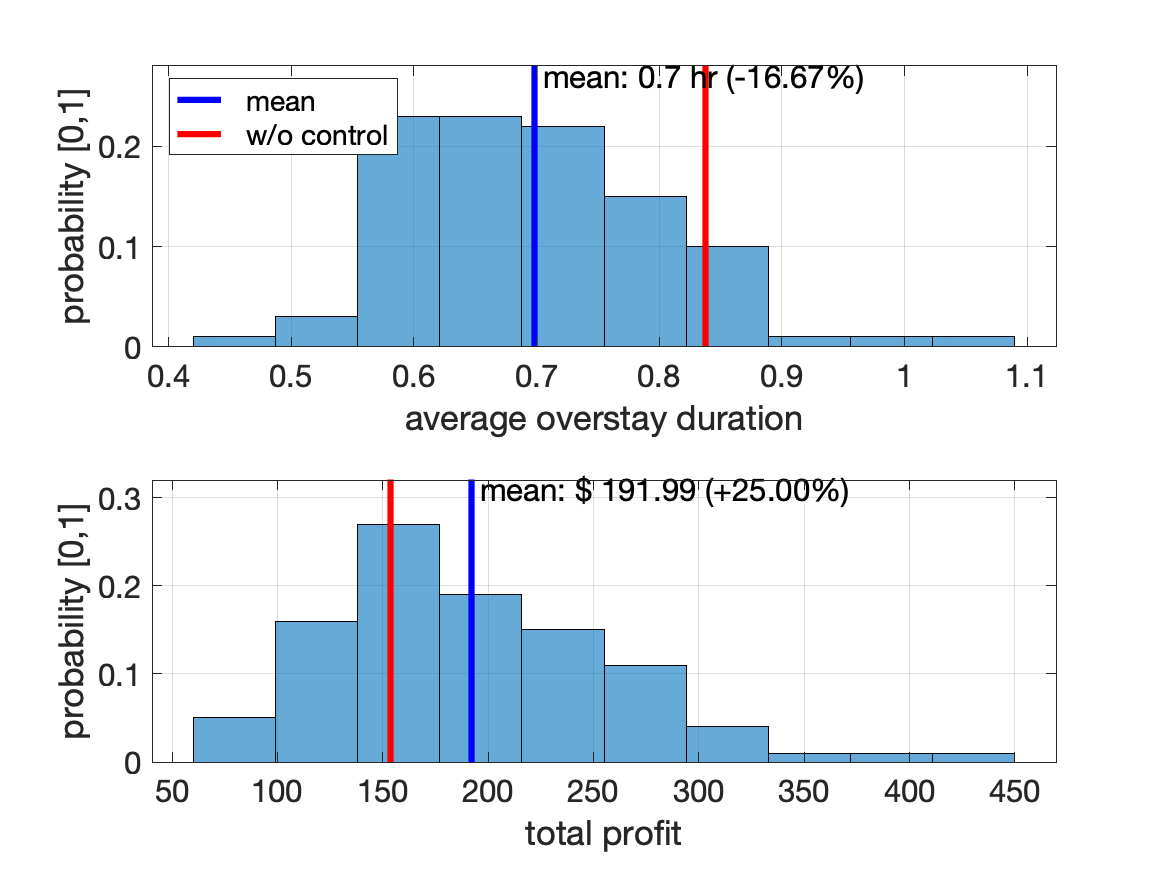 mean: 0.7 hr (-16.67%)
mean
w/o control
probability [0,1]
0.2
0.1
0
0.4 0.5 0.6 0.7 0.8 0.9 1 1.1
average overstay duration
mean: $ 191.99 (+25.00%)
probability [0,1]
0.3
0.2
0.1
0
50 100 150 200 250 300 350 400 450
total profit